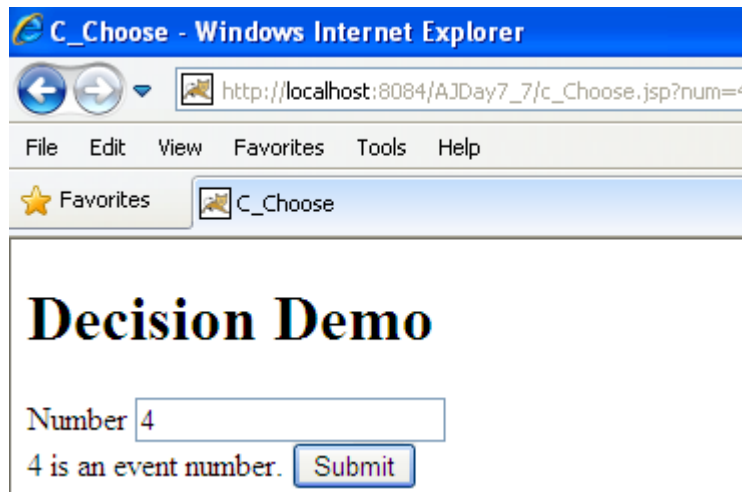 C_Choose - Windows Internet Explorer
http://localhost:8084/AJDay7_7/c_Choose.jsp?num=4
File Edit View Favorites Tools Help
Favorites C_Choose
Decision Demo
Number 4
4 is an event number. Submit